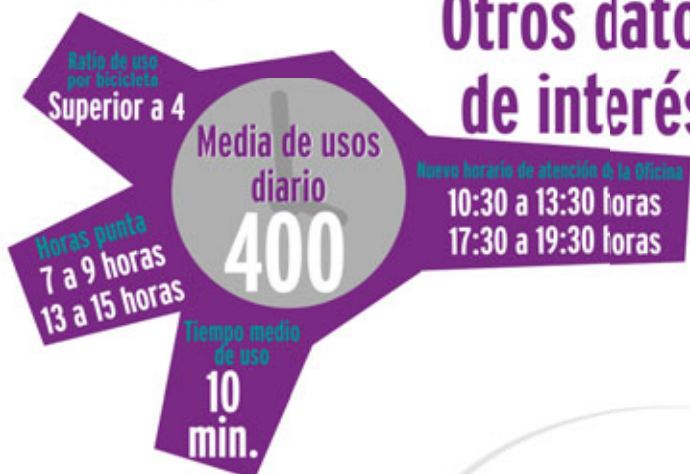 Otros dato
de interés
Ratio de uso
por bicicleta
Superior a 4
Media de usos
diario
400
Nuevo horario de atención de la Oficina
10:30 a 13:30 horas
17:30 a 19:30 horas
Horas punta
7 a 9 horas
13 a 15 horas
Tiempo medio
de uso
10
min.